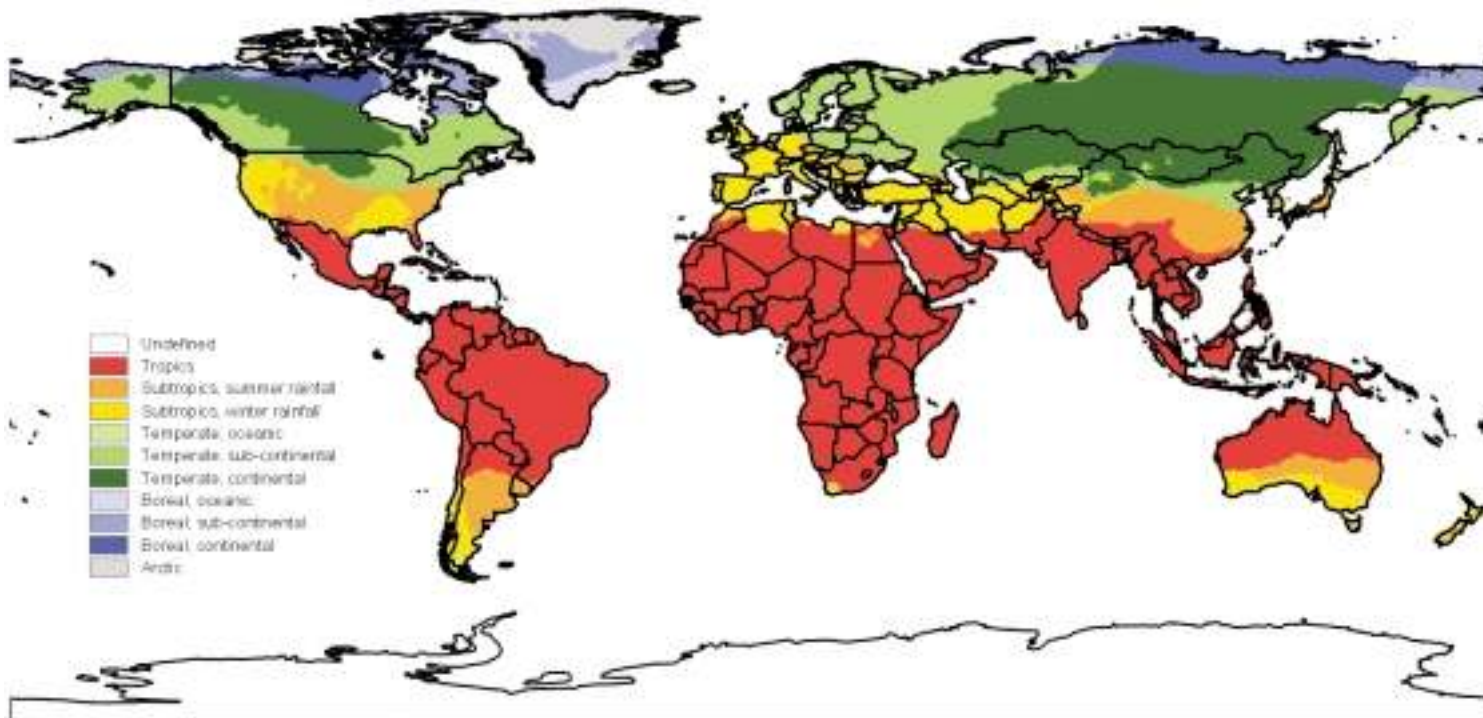 Undefined
Tropics
Subtropics, summer rainfall
Subtropics, winter rainfall
Temperate, oceanic
Temperate, sub-continental
Temperate, continental
Boreal, oceanic
Boreal, sub-continental
Boreal, continental
Arctic